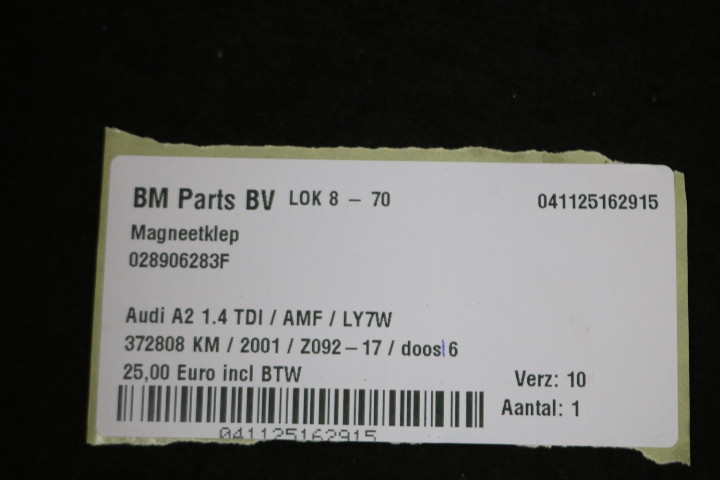 BM Parts BV LOK 8 - 70 041125162915
Magneetklep
028906283F
Audi A2 1.4 TDI / AMF / LY7W
372808 KM / 2001 / Z092-17 / doos 6
25,00 Euro incl BTW Verz: 10
Aantal: 1
041125162915